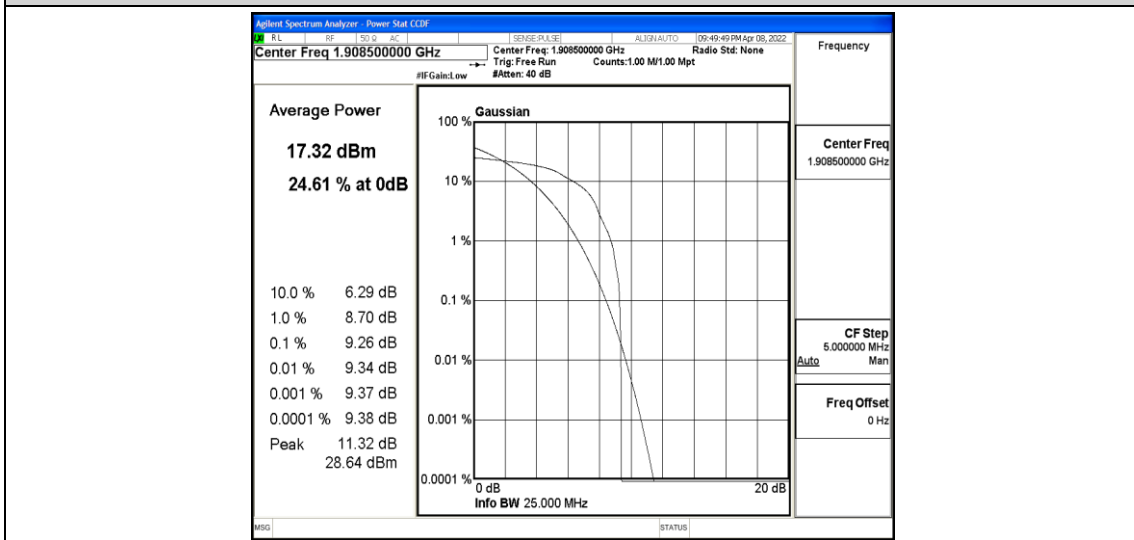 Agilent Spectrum Analyzer - Power Stat CCDF
RL RF 50 Ω AC SENSE:PULSE ALIGN AUTO 09:49:49 PM Apr 08, 2022
Center Freq 1.908500000 GHz
Center Freq: 1.908500000 GHz Radio Std: None
Trig: Free Run Counts:1.00 M/1.00 Mpt
#IFGain:Low #Atten: 40 dB
Frequency
Average Power
17.32 dBm
24.61 % at 0dB
10.0 % 6.29 dB
1.0 % 8.70 dB
0.1 % 9.26 dB
0.01 % 9.34 dB
0.001 % 9.37 dB
0.0001 % 9.38 dB
Peak 11.32 dB
28.64 dBm
Gaussian
100 %
10 %
1 %
0.1 %
0.01 %
0.001 %
0.0001 %
0 dB 20 dB
Info BW 25.000 MHz
Center Freq
1.908500000 GHz
CF Step
5.000000 MHz
Auto Man
Freq Offset
0 Hz
MSG STATUS